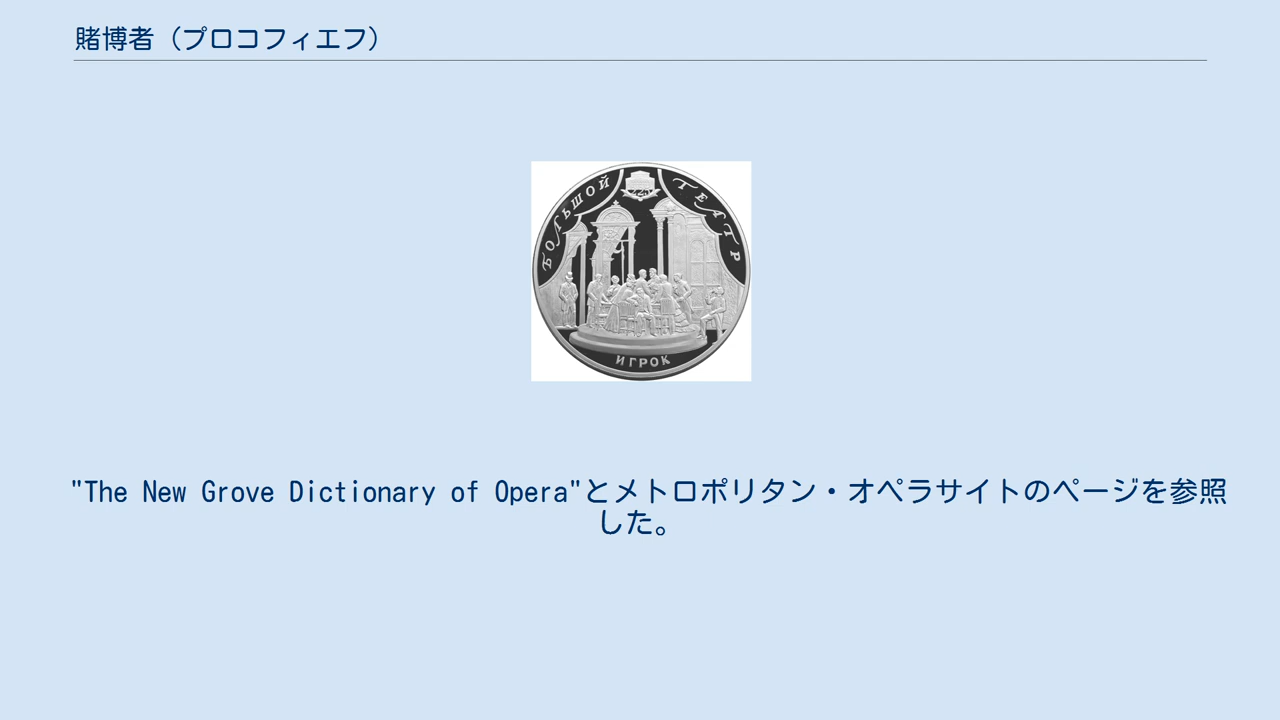 賭博者（プロコフィエフ）
БОЛЬШОЙ ТЕАТР
225
ИГРОК
"The New Grove Dictionary of Opera"とメトロポリタン・オペラサイトのページを参照
した。